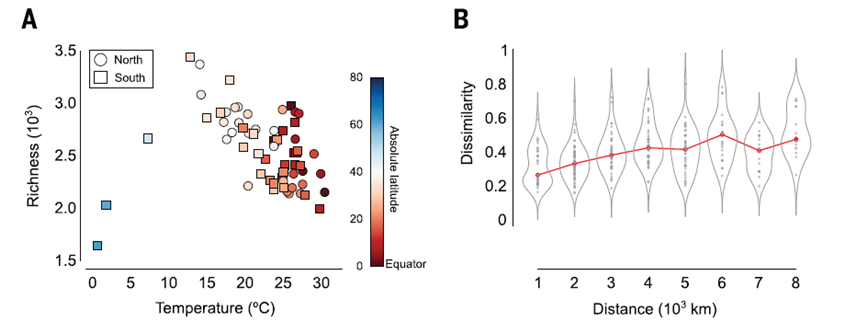 A
3.5
3.0
2.5
2.0
1.5
Richness (10³)
North
South
0 5 10 15 20 25 30
Temperature (ºC)
80
60
40
20
0
Equator
Absolute latitude
B
1
0.8
0.6
0.4
0.2
0
Dissimilarity
1 2 3 4 5 6 7 8
Distance (10³ km)